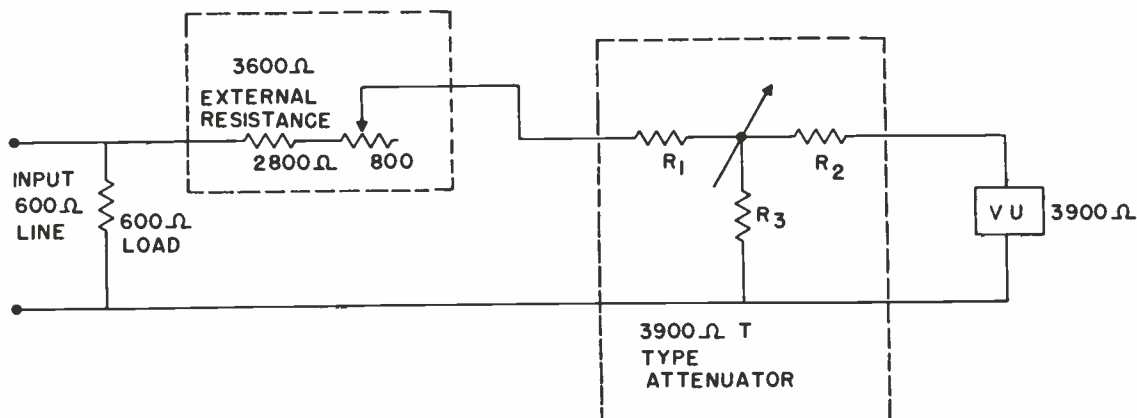 3600Ω
EXTERNAL
RESISTANCE
2800Ω
800
INPUT
600Ω
LINE
600Ω
LOAD
R1
R2
R3
VU
3900Ω
3900Ω T
TYPE
ATTENUATOR